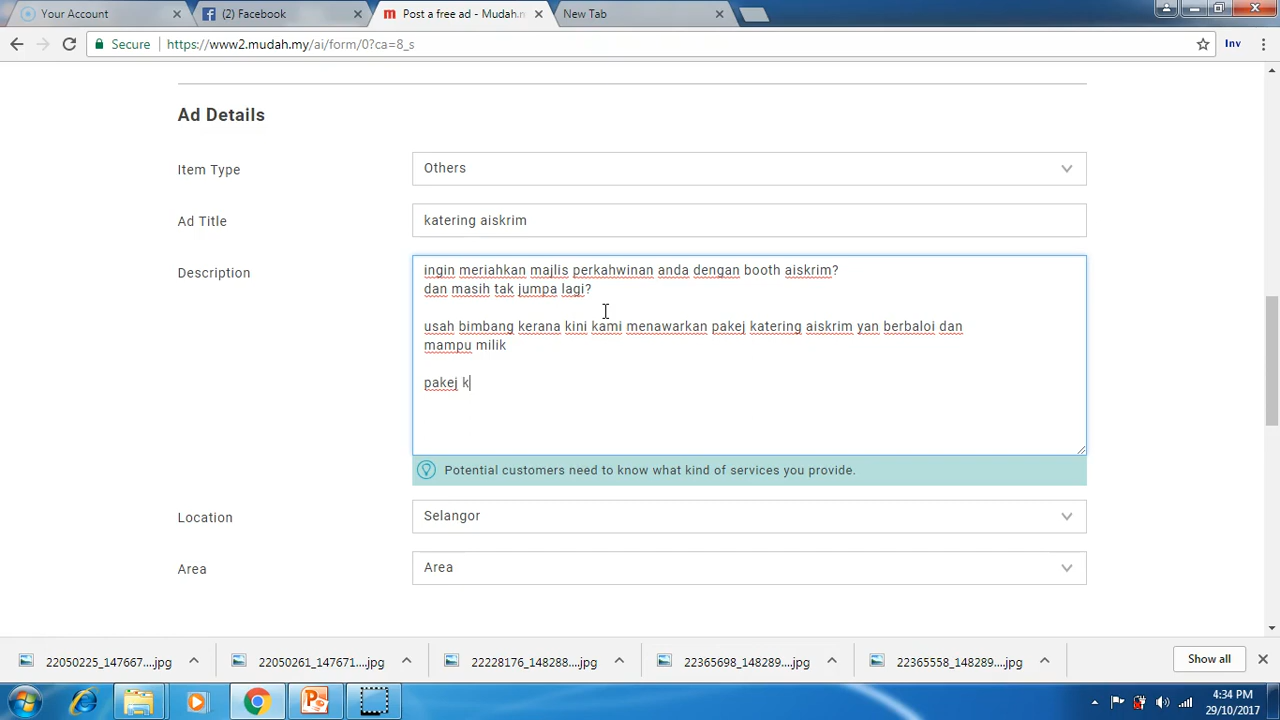 Your Account
(2) Facebook
Post a free ad - Mudah.n
New Tab
Secure
https://www2.mudah.my/ai/form/0?ca=8_s
Inv
Ad Details
Item Type
Others
Ad Title
katering aiskrim
Description
ingin meriahkan majlis perkahwinan anda dengan booth aiskrim?
dan masih tak jumpa lagi?
usah bimbang kerana kini kami menawarkan pakej katering aiskrim yan berbaloi dan
mampu milik
pakej k
Potential customers need to know what kind of services you provide.
Location
Selangor
Area
Area
22050225_147667....jpg
22050261_147671....jpg
22228176_148288....jpg
22365698_148289....jpg
22365558_148289....jpg
Show all
4:34 PM
29/10/2017